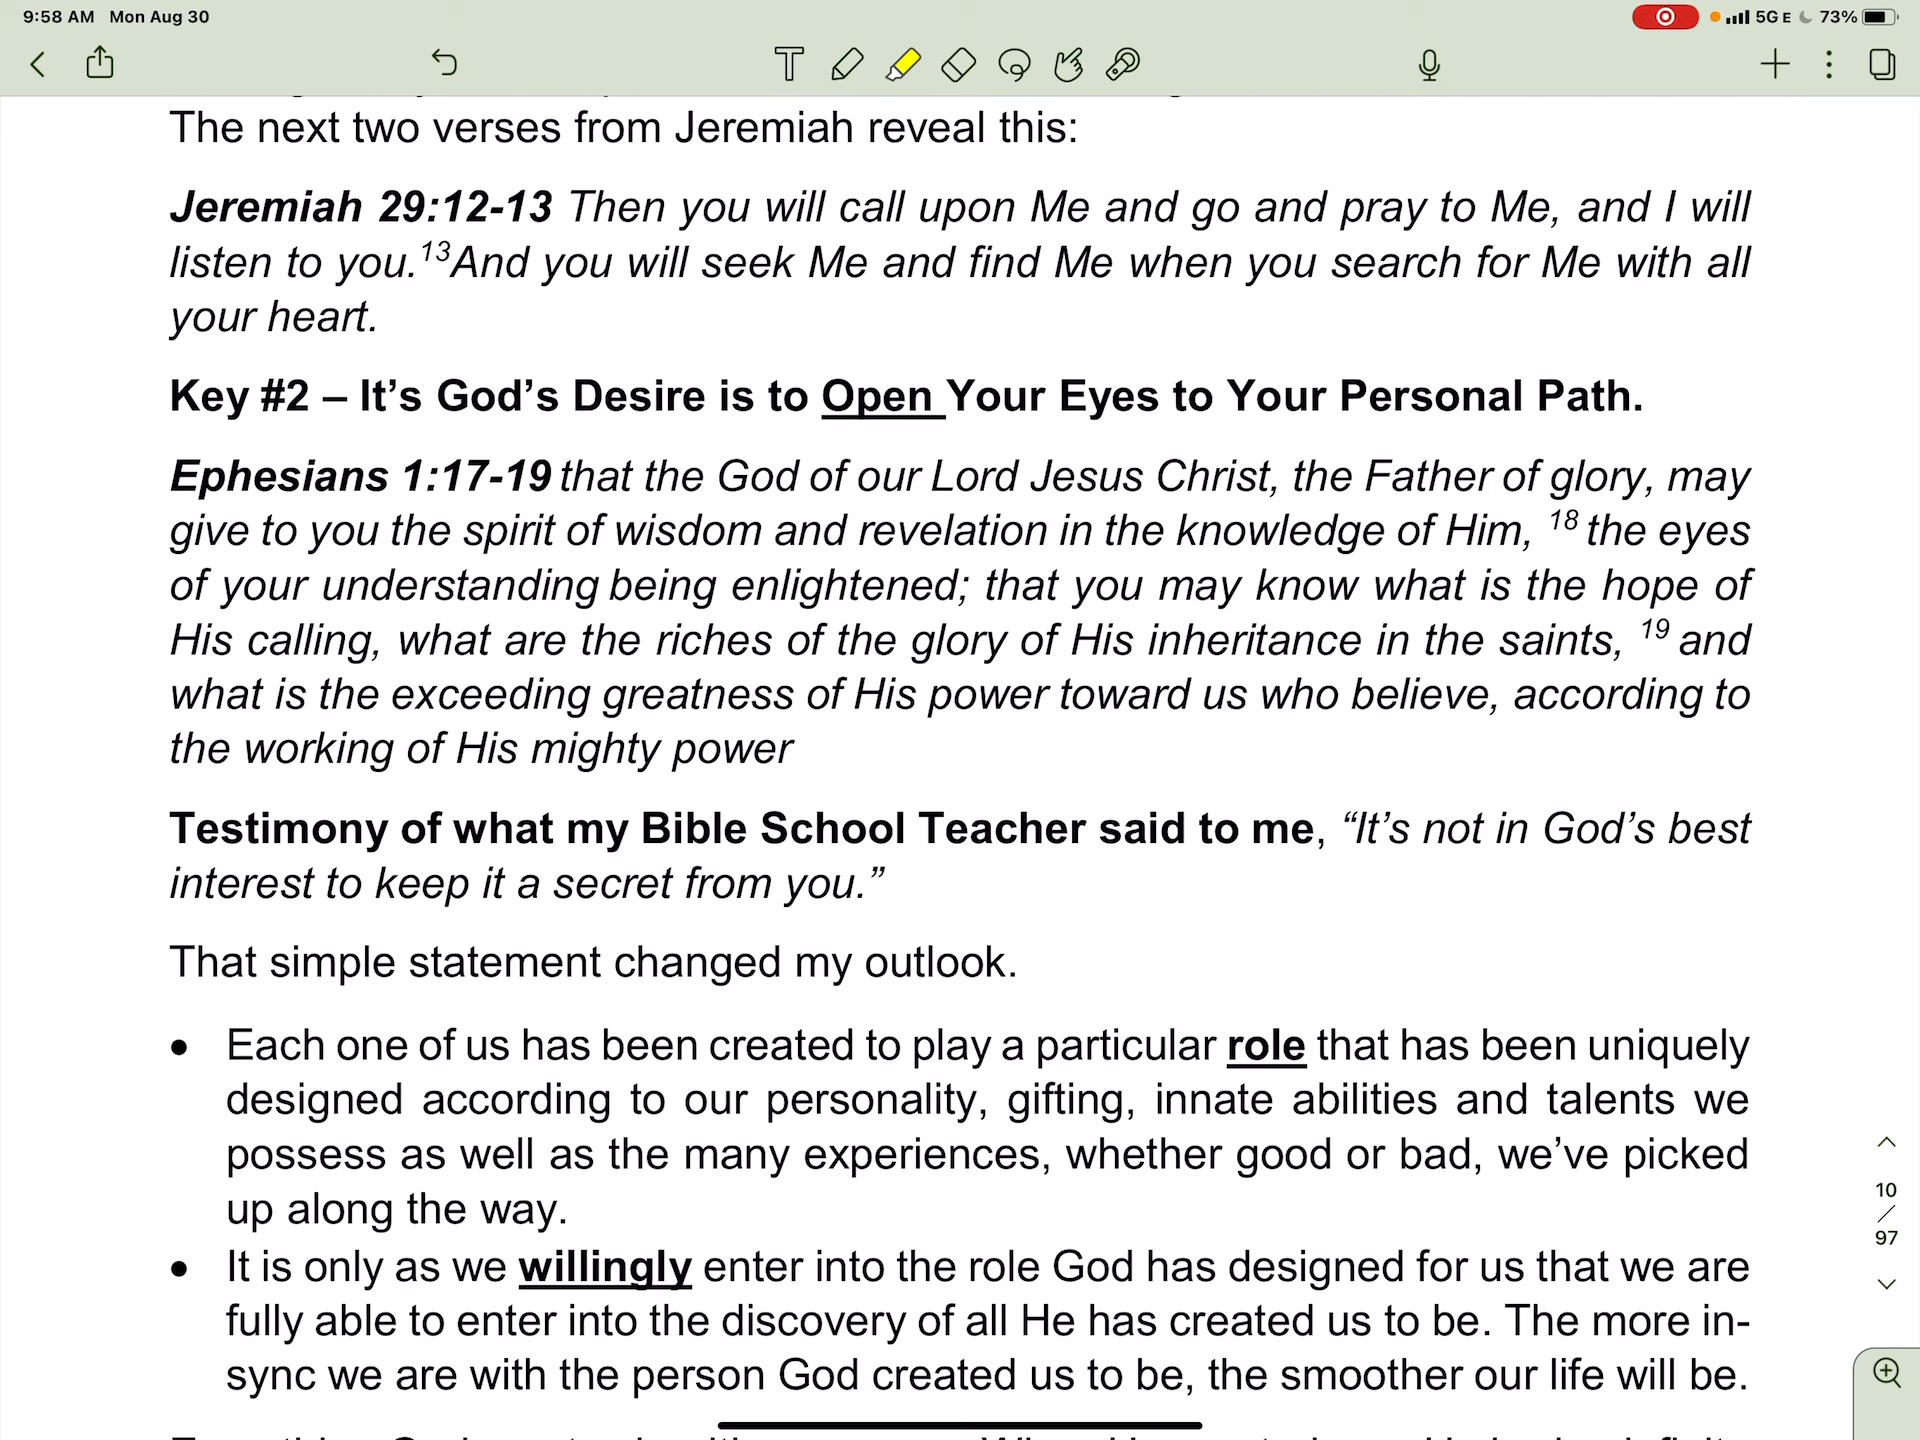 9:58 AM Mon Aug 30
5G E 73%
The next two verses from Jeremiah reveal this:
Jeremiah 29:12-13 Then you will call upon Me and go and pray to Me, and I will
listen to you. 13And you will seek Me and find Me when you search for Me with all
your heart.
Key #2 – It’s God’s Desire is to Open Your Eyes to Your Personal Path.
Ephesians 1:17-19 that the God of our Lord Jesus Christ, the Father of glory, may
give to you the spirit of wisdom and revelation in the knowledge of Him, 18 the eyes
of your understanding being enlightened; that you may know what is the hope of
His calling, what are the riches of the glory of His inheritance in the saints, 19 and
what is the exceeding greatness of His power toward us who believe, according to
the working of His mighty power
Testimony of what my Bible School Teacher said to me, “It’s not in God’s best
interest to keep it a secret from you.”
That simple statement changed my outlook.
• Each one of us has been created to play a particular role that has been uniquely
designed according to our personality, gifting, innate abilities and talents we
possess as well as the many experiences, whether good or bad, we’ve picked
up along the way.
• It is only as we willingly enter into the role God has designed for us that we are
fully able to enter into the discovery of all He has created us to be. The more in-
sync we are with the person God created us to be, the smoother our life will be.
10
/
97